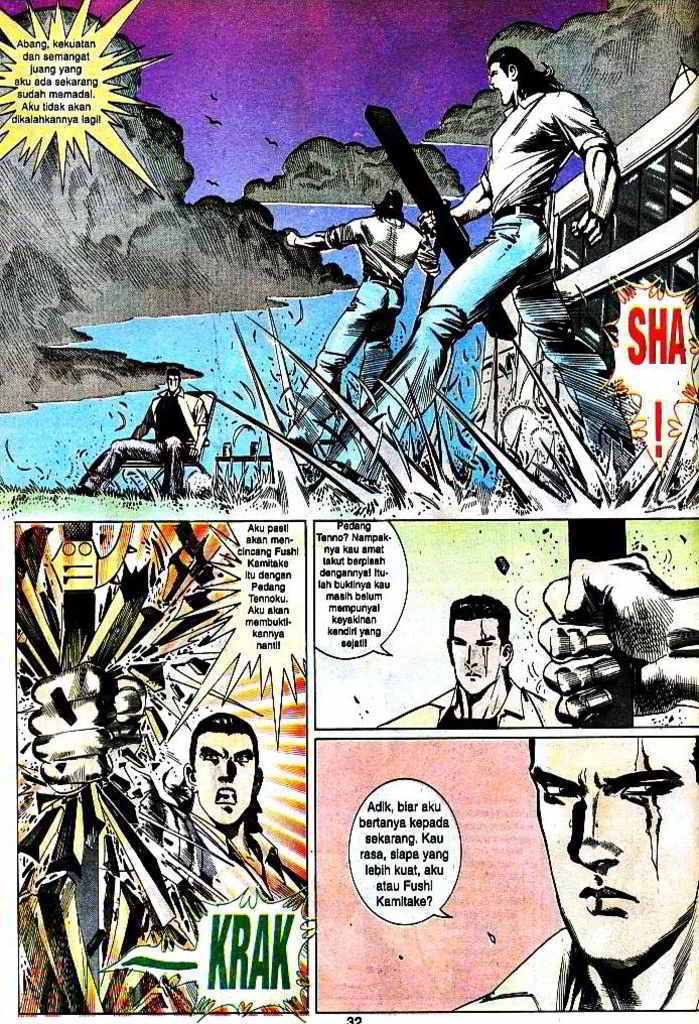 Abang, kekuatan
dan semangat
juang yang
aku ada sekarang
sudah memadai.
Aku tidak akan
dikalahkannya lagi!
SHA
!
Aku pasti
akan men-
cincang Fushi
Kamitake
itu dengan
Pedang
Tennoku.
Aku akan
membukti-
kannya
nanti!
KRAK
Pedang
Tenno? Nampak-
nya kau amat
takut berpisah
dengannya! Itu-
lah buktinya kau
masih belum
mempunyai
keyakinan
kendiri yang
sejati!
Adik, biar aku
bertanya kepada
sekarang. Kau
rasa, siapa yang
lebih kuat, aku
atau Fushi
Kamitake?
32